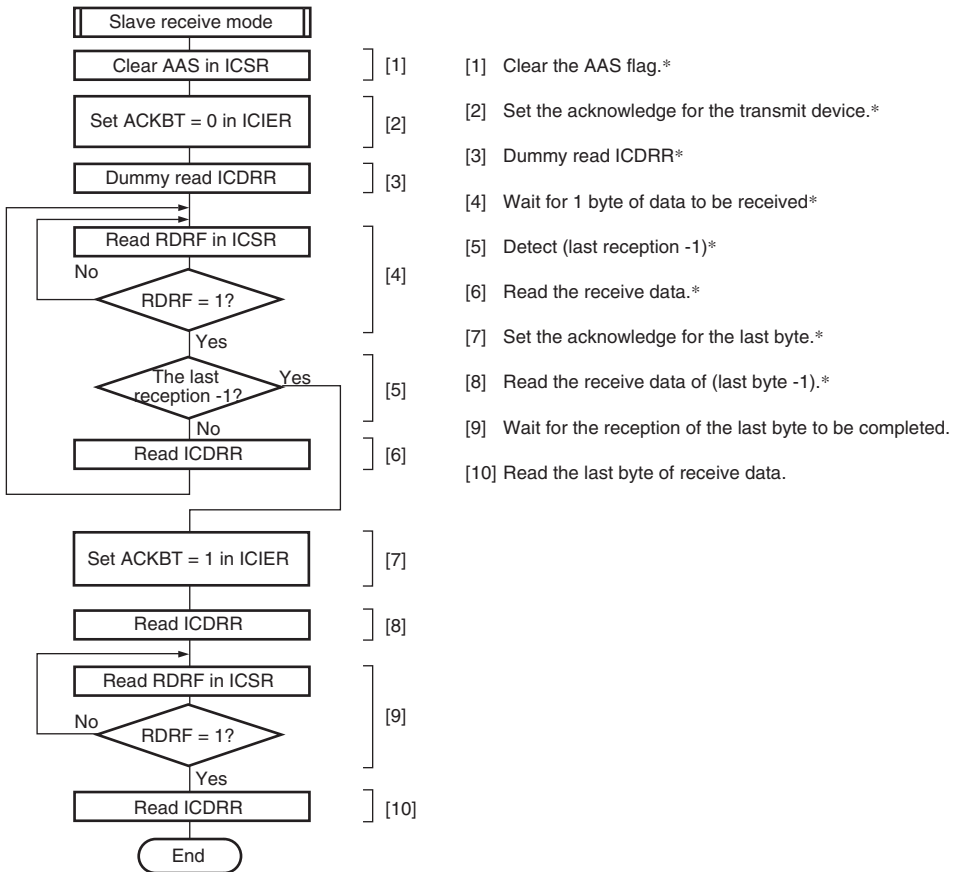 Slave receive mode
Clear AAS in ICSR
[1]
Set ACKBT = 0 in ICIER
[2]
Dummy read ICDRR
[3]
Read RDRF in ICSR
No
[4]
RDRF = 1?
Yes
The last
reception -1?
Yes
[5]
No
Read ICDRR
[6]
Set ACKBT = 1 in ICIER
[7]
Read ICDRR
[8]
Read RDRF in ICSR
No
[9]
RDRF = 1?
Yes
Read ICDRR
[10]
End
[1] Clear the AAS flag.*
[2] Set the acknowledge for the transmit device.*
[3] Dummy read ICDRR*
[4] Wait for 1 byte of data to be received*
[5] Detect (last reception -1)*
[6] Read the receive data.*
[7] Set the acknowledge for the last byte.*
[8] Read the receive data of (last byte -1).*
[9] Wait for the reception of the last byte to be completed.
[10] Read the last byte of receive data.